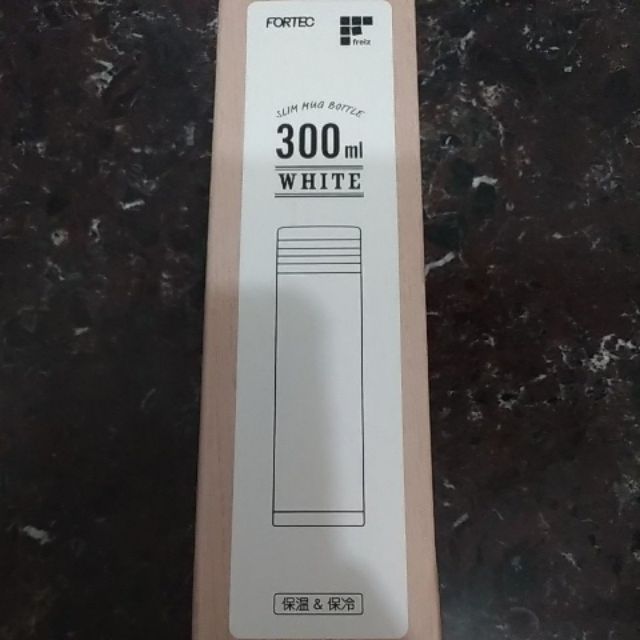 FORTEC
freiz
SLIM MUG BOTTLE
300ml
WHITE
保温 & 保冷